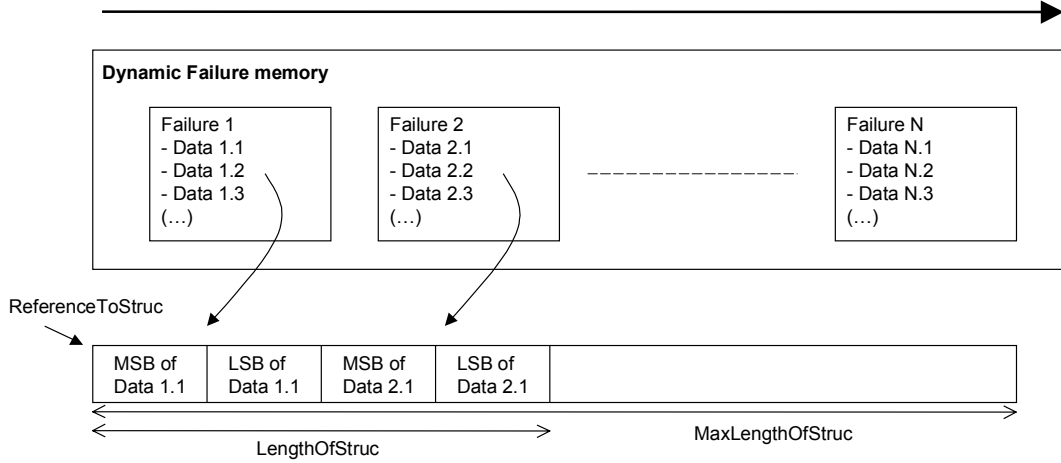 Dynamic Failure memory
Failure 1
- Data 1.1
- Data 1.2
- Data 1.3
(...)
Failure 2
- Data 2.1
- Data 2.2
- Data 2.3
(...)
Failure N
- Data N.1
- Data N.2
- Data N.3
(...)
ReferenceToStruc
MSB of
Data 1.1
LSB of
Data 1.1
MSB of
Data 2.1
LSB of
Data 2.1
LengthOfStruc
MaxLengthOfStruc